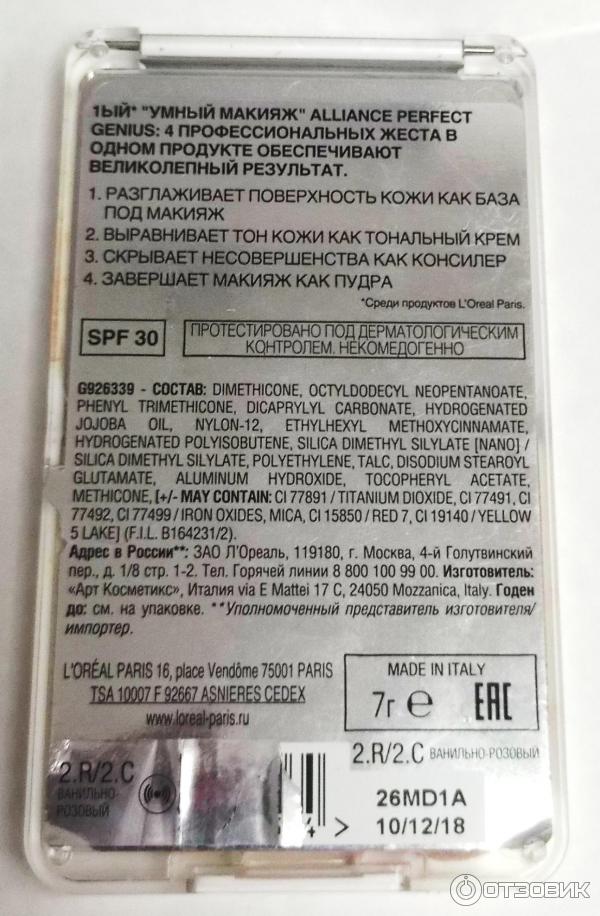 1ЫЙ* "УМНЫЙ МАКИЯЖ" ALLIANCE PERFECT
GENIUS: 4 ПРОФЕССИОНАЛЬНЫХ ЖЕСТА В
ОДНОМ ПРОДУКТЕ ОБЕСПЕЧИВАЮТ
ВЕЛИКОЛЕПНЫЙ РЕЗУЛЬТАТ.
1. РАЗГЛАЖИВАЕТ ПОВЕРХНОСТЬ КОЖИ КАК БАЗА
ПОД МАКИЯЖ
2. ВЫРАВНИВАЕТ ТОН КОЖИ КАК ТОНАЛЬНЫЙ КРЕМ
3. СКРЫВАЕТ НЕСОВЕРШЕНСТВА КАК КОНСИЛЕР
4. ЗАВЕРШАЕТ МАКИЯЖ КАК ПУДРА
*Среди продуктов L'Oreal Paris.
SPF 30
ПРОТЕСТИРОВАНО ПОД ДЕРМАТОЛОГИЧЕСКИМ
КОНТРОЛЕМ. НЕКОМЕДОГЕННО
G926339 - СОСТАВ: DIMETHICONE, OCTYLDODECYL NEOPENTANOATE,
PHENYL TRIMETHICONE, DICAPRYLYL CARBONATE, HYDROGENATED
JOJOBA OIL, NYLON-12, ETHYLHEXYL METHOXYCINNAMATE,
HYDROGENATED POLYISOBUTENE, SILICA DIMETHYL SILYLATE [NANO] /
SILICA DIMETHYL SILYLATE, POLYETHYLENE, TALC, DISODIUM STEAROYL
GLUTAMATE, ALUMINUM HYDROXIDE, TOCOPHERYL ACETATE,
METHICONE, [+/- MAY CONTAIN: CI 77891 / TITANIUM DIOXIDE, CI 77491, CI
77492, CI 77499 / IRON OXIDES, MICA, CI 15850 / RED 7, CI 19140 / YELLOW
5 LAKE] (F.I.L. B164231/2).
Адрес в России**: ЗАО Л'Ореаль, 119180, г. Москва, 4-й Голутвинский
пер., д. 1/8 стр. 1-2. Тел. Горячей линии 8 800 100 99 00. Изготовитель:
«Арт Косметикс», Италия via E Mattei 17 C, 24050 Mozzanica, Italy. Годен
до: см. на упаковке. **Уполномоченный представитель изготовителя/
импортер.
L'ORÉAL PARIS 16, place Vendôme 75001 PARIS
TSA 10007 F 92667 ASNIERES CEDEX
www.loreal-paris.ru
MADE IN ITALY
7г e EAC
2.R/2.C ВАНИЛЬНО-РОЗОВЫЙ
2.R/2.C
ВАНИЛЬНО-
РОЗОВЫЙ
4 >
26MD1A
10/12/18
ОТЗОВИК